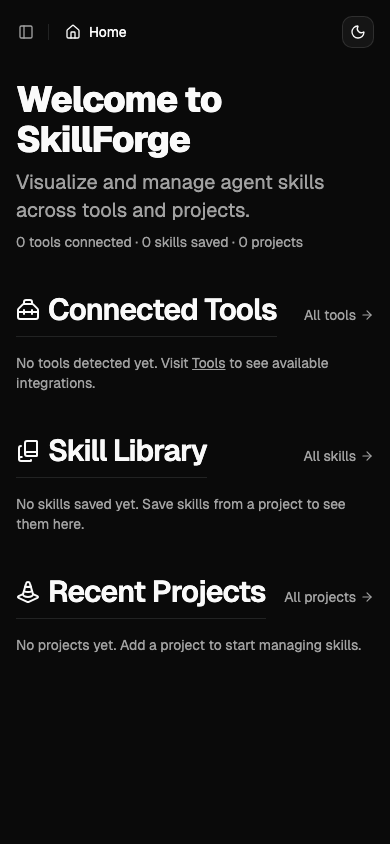 Home
Welcome to
SkillForge
Visualize and manage agent skills
across tools and projects.
0 tools connected · 0 skills saved · 0 projects
Connected Tools
All tools →
No tools detected yet. Visit Tools to see available
integrations.
Skill Library
All skills →
No skills saved yet. Save skills from a project to see
them here.
Recent Projects
All projects →
No projects yet. Add a project to start managing skills.